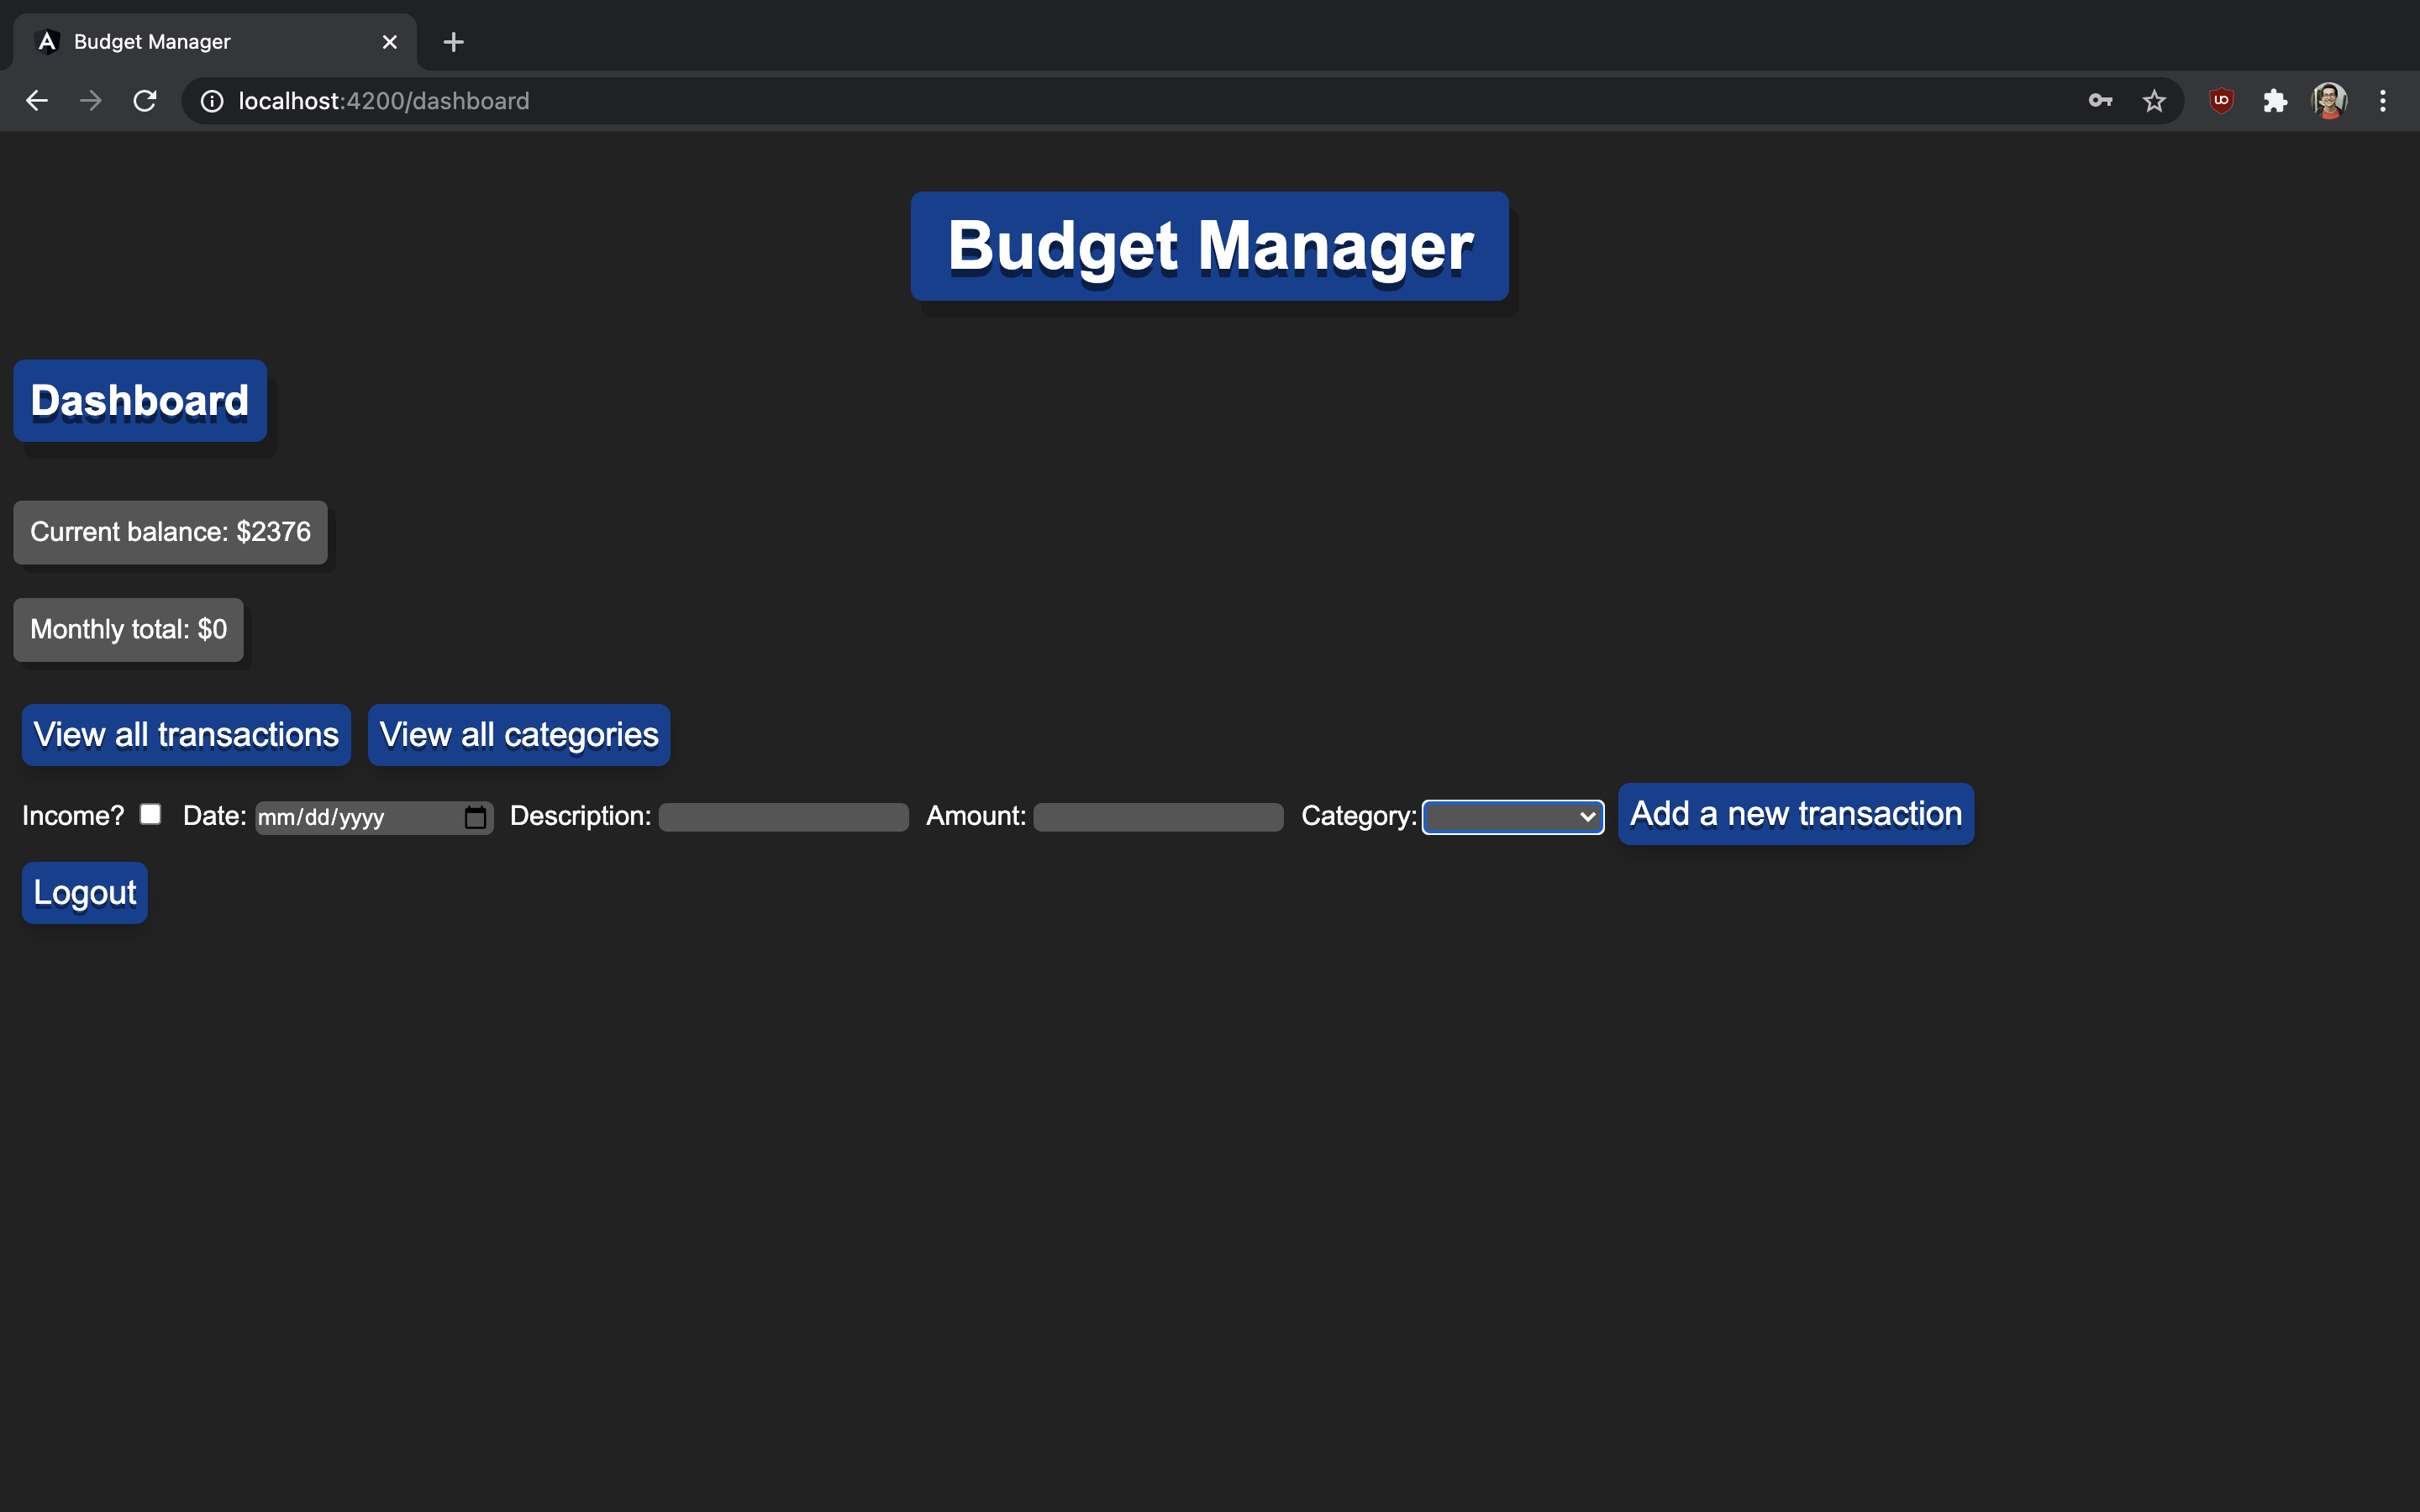 Budget Manager
localhost:4200/dashboard
Budget Manager
Dashboard
Current balance: $2376
Monthly total: $0
View all transactions View all categories
Income? Date: mm/dd/yyyy Description: Amount: Category: Add a new transaction
Logout